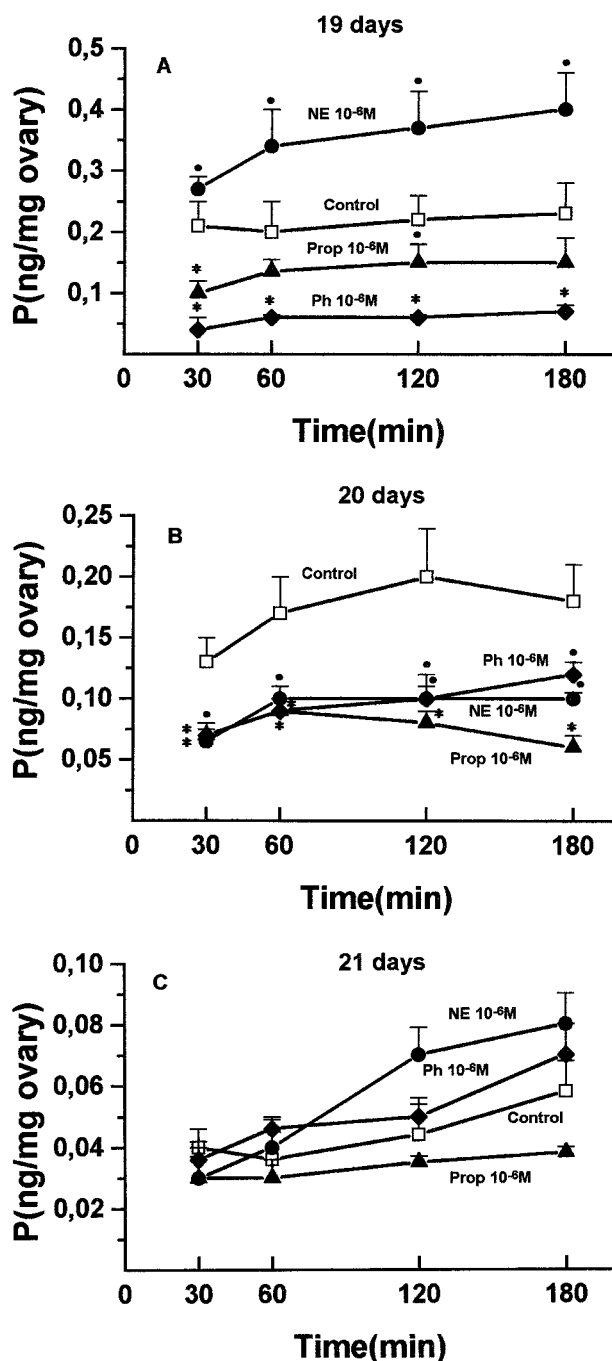 19 days
A
P(ng/mg ovary)
0,5
0,4
0,3
0,2
0,1
NE 10⁻⁶M
Control
Prop 10⁻⁶M
Ph 10⁻⁶M
* * * * *
0 30 60 120 180
Time(min)
20 days
B
P(ng/mg ovary)
0,25
0,20
0,15
0,10
0,05
Control
Ph 10⁻⁶M
NE 10⁻⁶M
Prop 10⁻⁶M
* * * * * *
0 30 60 120 180
Time(min)
21 days
C
P(ng/mg ovary)
0,10
0,08
0,06
0,04
0,02
NE 10⁻⁶M
Ph 10⁻⁶M
Control
Prop 10⁻⁶M
0 30 60 120 180
Time(min)